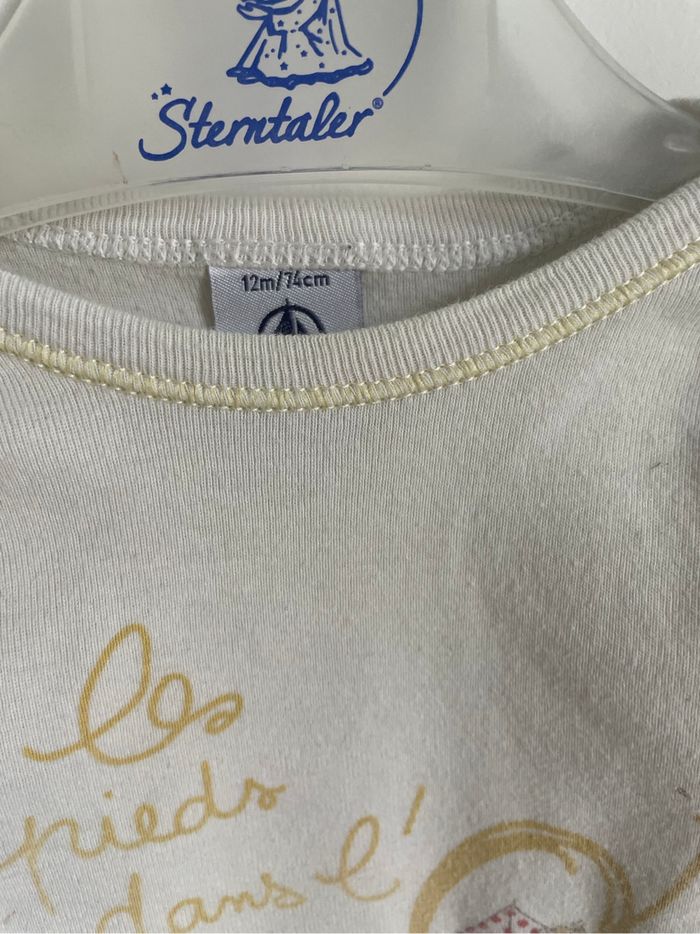 Sterntaler®
12m/74cm
les
pieds
dans l'